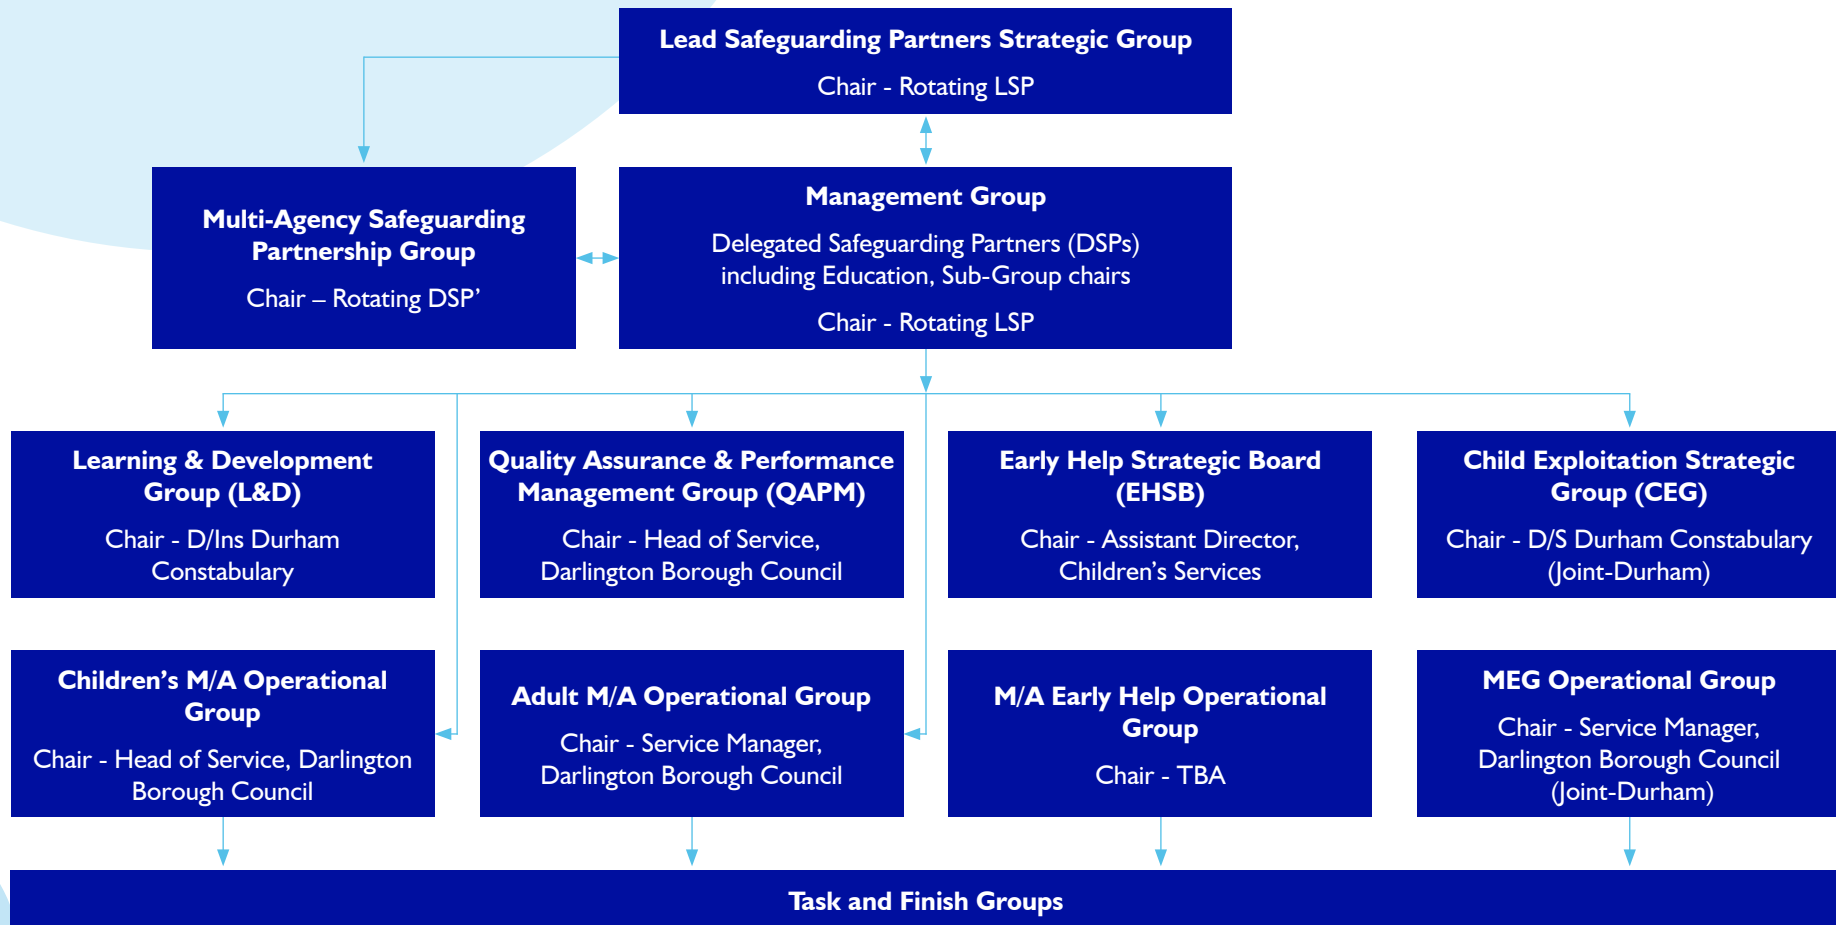 Lead Safeguarding Partners Strategic Group
Chair - Rotating LSP
Multi-Agency Safeguarding
Partnership Group
Chair – Rotating DSP’
Management Group
Delegated Safeguarding Partners (DSPs)
including Education, Sub-Group chairs
Chair - Rotating LSP
Learning & Development
Group (L&D)
Chair - D/Ins Durham
Constabulary
Quality Assurance & Performance
Management Group (QAPM)
Chair - Head of Service,
Darlington Borough Council
Early Help Strategic Board
(EHSB)
Chair - Assistant Director,
Children’s Services
Child Exploitation Strategic
Group (CEG)
Chair - D/S Durham Constabulary
(Joint-Durham)
Children’s M/A Operational
Group
Chair - Head of Service, Darlington
Borough Council
Adult M/A Operational Group
Chair - Service Manager,
Darlington Borough Council
M/A Early Help Operational
Group
Chair - TBA
MEG Operational Group
Chair - Service Manager,
Darlington Borough Council
(Joint-Durham)
Task and Finish Groups